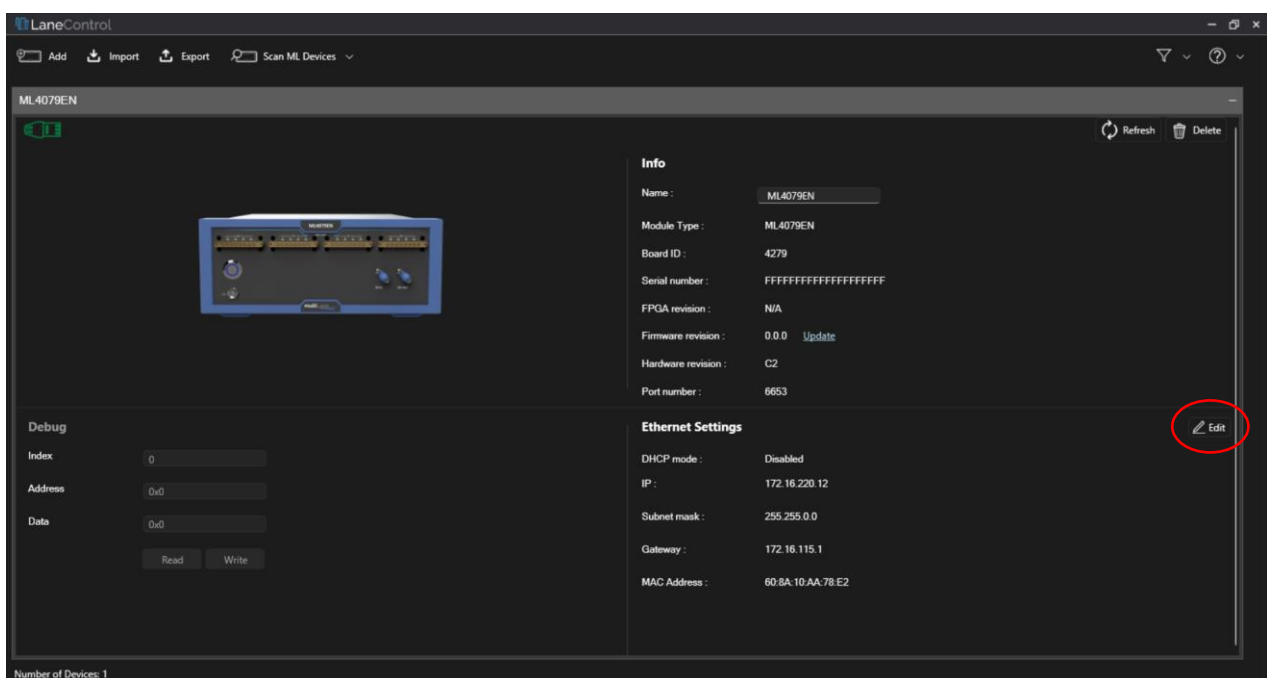 LaneControl
Add Import Export Scan ML Devices
ML4079EN
Refresh Delete
Info
Name : ML4079EN
Module Type : ML4079EN
Board ID : 4279
Serial number : FFFFFFFFFFFFFFFFFFFF
FPGA revision : N/A
Firmware revision : 0.0.0 Update
Hardware revision : C2
Port number : 6653
Debug
Index 0
Address 0x0
Data 0x0
Read Write
Ethernet Settings
Edit
DHCP mode : Disabled
IP : 172.16.220.12
Subnet mask : 255.255.0.0
Gateway : 172.16.115.1
MAC Address : 60:8A:10:AA:78:E2
Number of Devices: 1